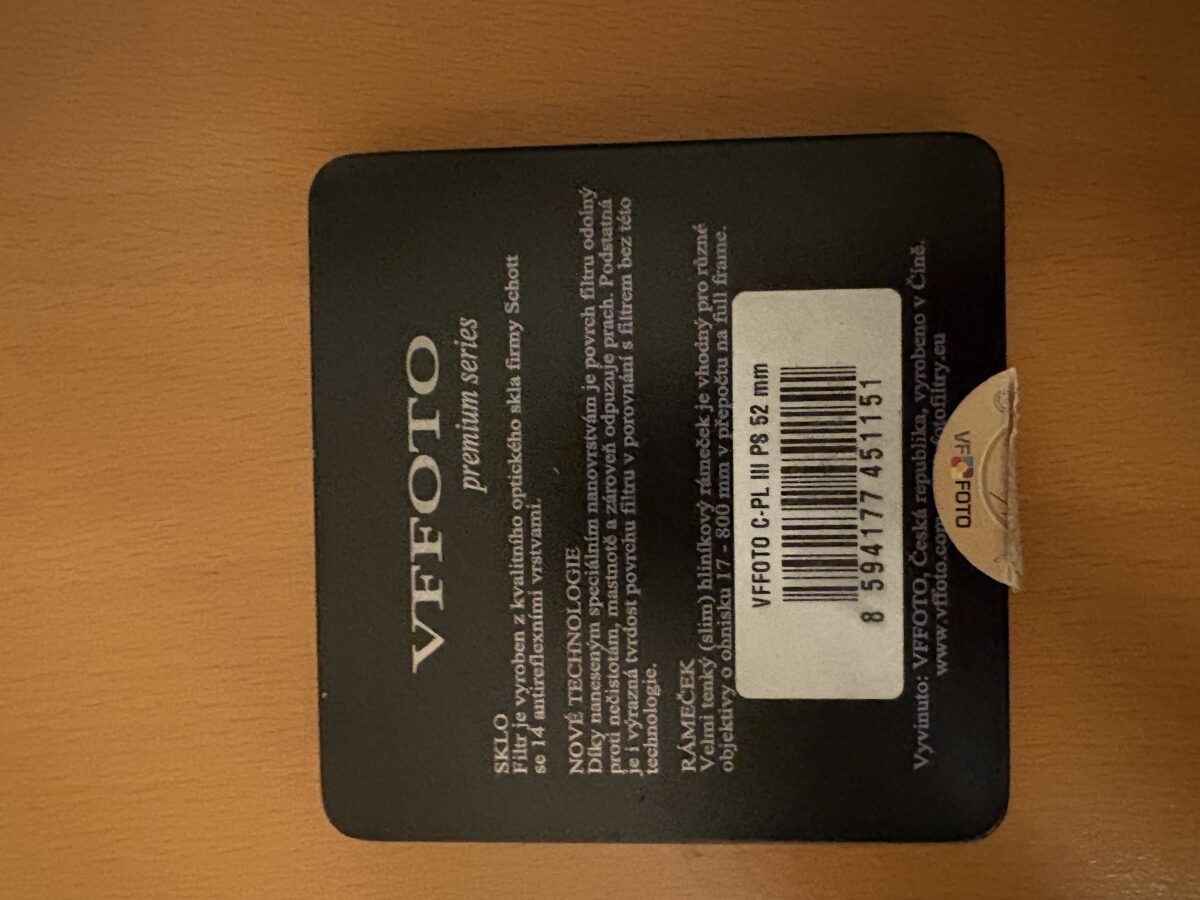 VFFOTO
premium series
SKLO
Filtr je vyroben z kvalitního optického skla firmy Schott
se 14 antireflexními vrstvami.
NOVÉ TECHNOLOGIE
Díky naneseným speciálním nanovrstvám je povrch filtru odolný
proti nečistotám, mastnotě a zároveň odpuzuje prach. Podstatná
je i výrazná tvrdost povrchu filtru v porovnání s filtrem bez této
technologie.
RÁMEČEK
Velmi tenký (slim) hliníkový rámeček je vhodný pro různé
objektivy o ohnisku 17 - 800 mm v přepočtu na full frame.
VFFOTO C-PL III PS 52 mm
8 594177 451151
Vyvinuto: VFFOTO, Česká republika, vyrobeno v Číně.
www.vffoto.com fotofiltry.eu
VFFOTO